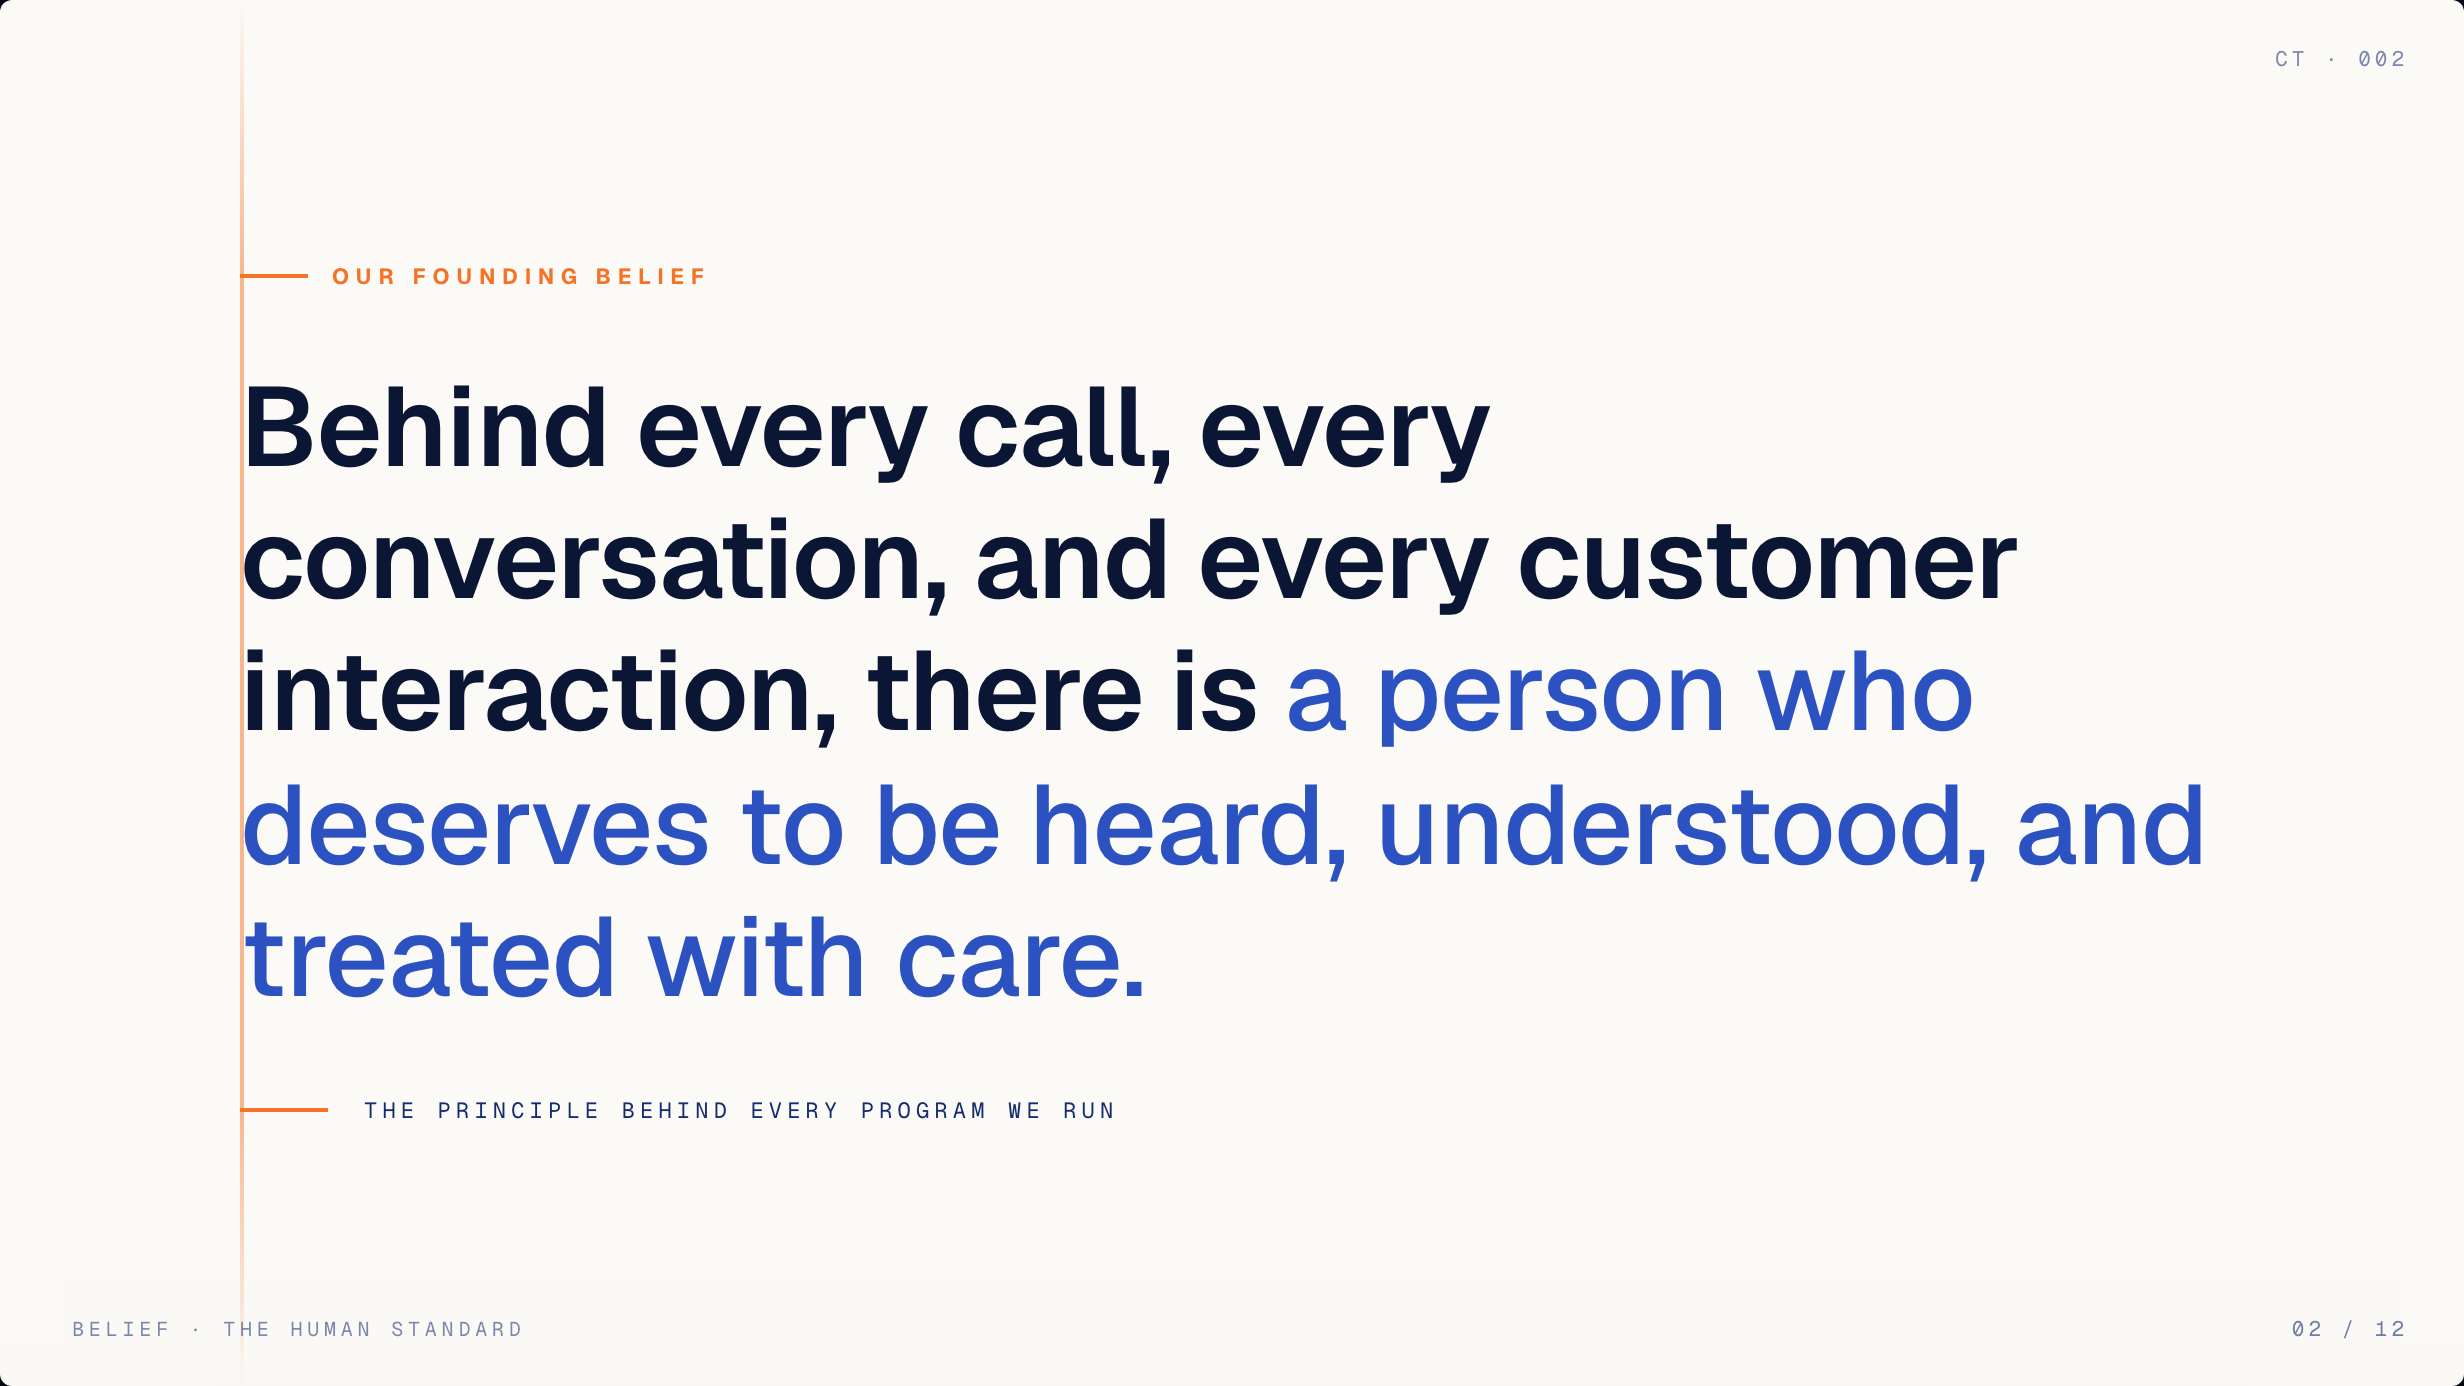 CT · 002
OUR FOUNDING BELIEF
Behind every call, every
conversation, and every customer
interaction, there is a person who
deserves to be heard, understood, and
treated with care.
THE PRINCIPLE BEHIND EVERY PROGRAM WE RUN
BELIEF · THE HUMAN STANDARD
02 / 12